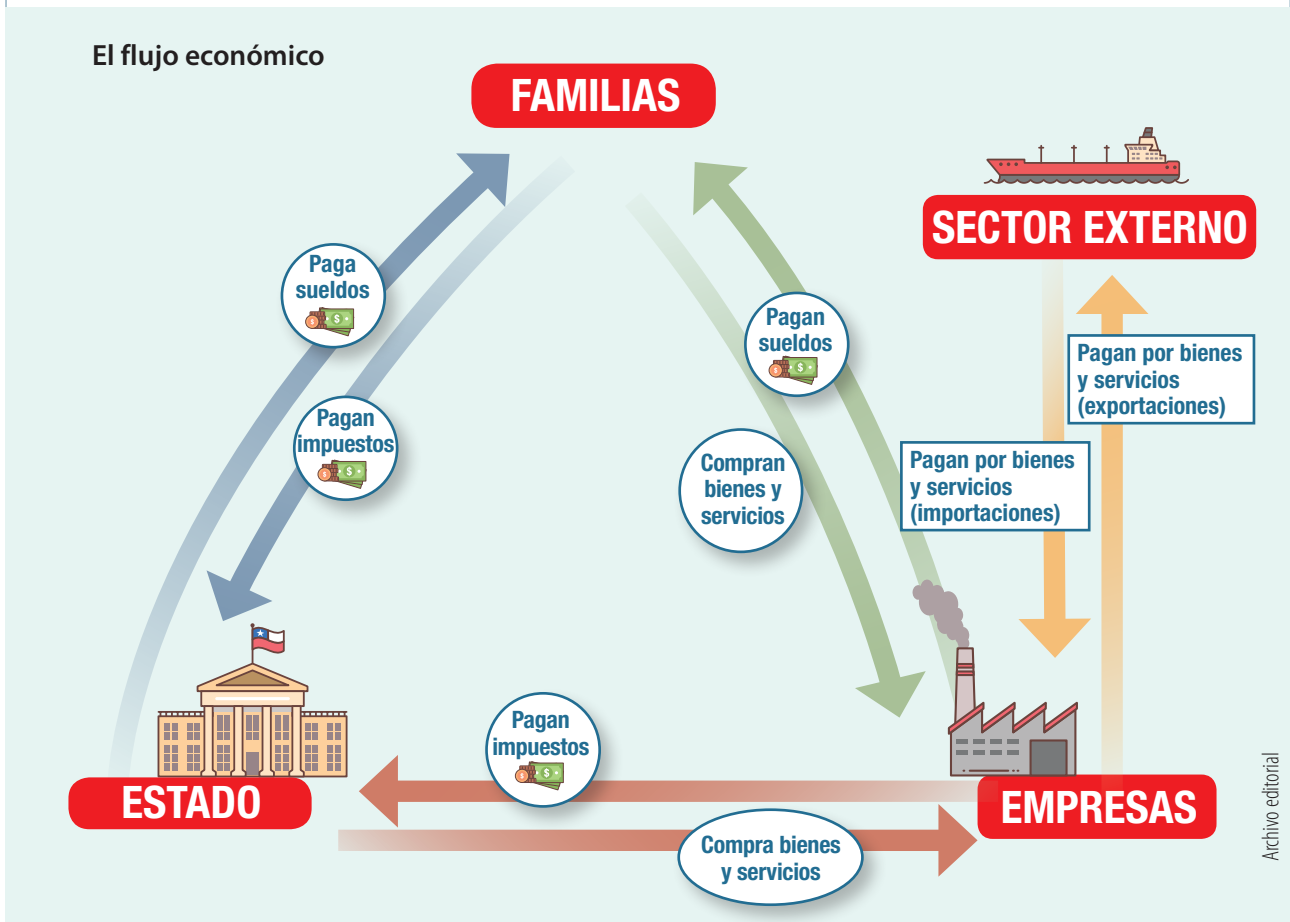 El flujo económico
FAMILIAS
SECTOR EXTERNO
Paga
sueldos
Pagan
impuestos
Pagan
sueldos
Compran
bienes y
servicios
Pagan por bienes
y servicios
(exportaciones)
Pagan por bienes
y servicios
(importaciones)
Pagan
impuestos
ESTADO
EMPRESAS
Compra bienes
y servicios
Archivo editorial